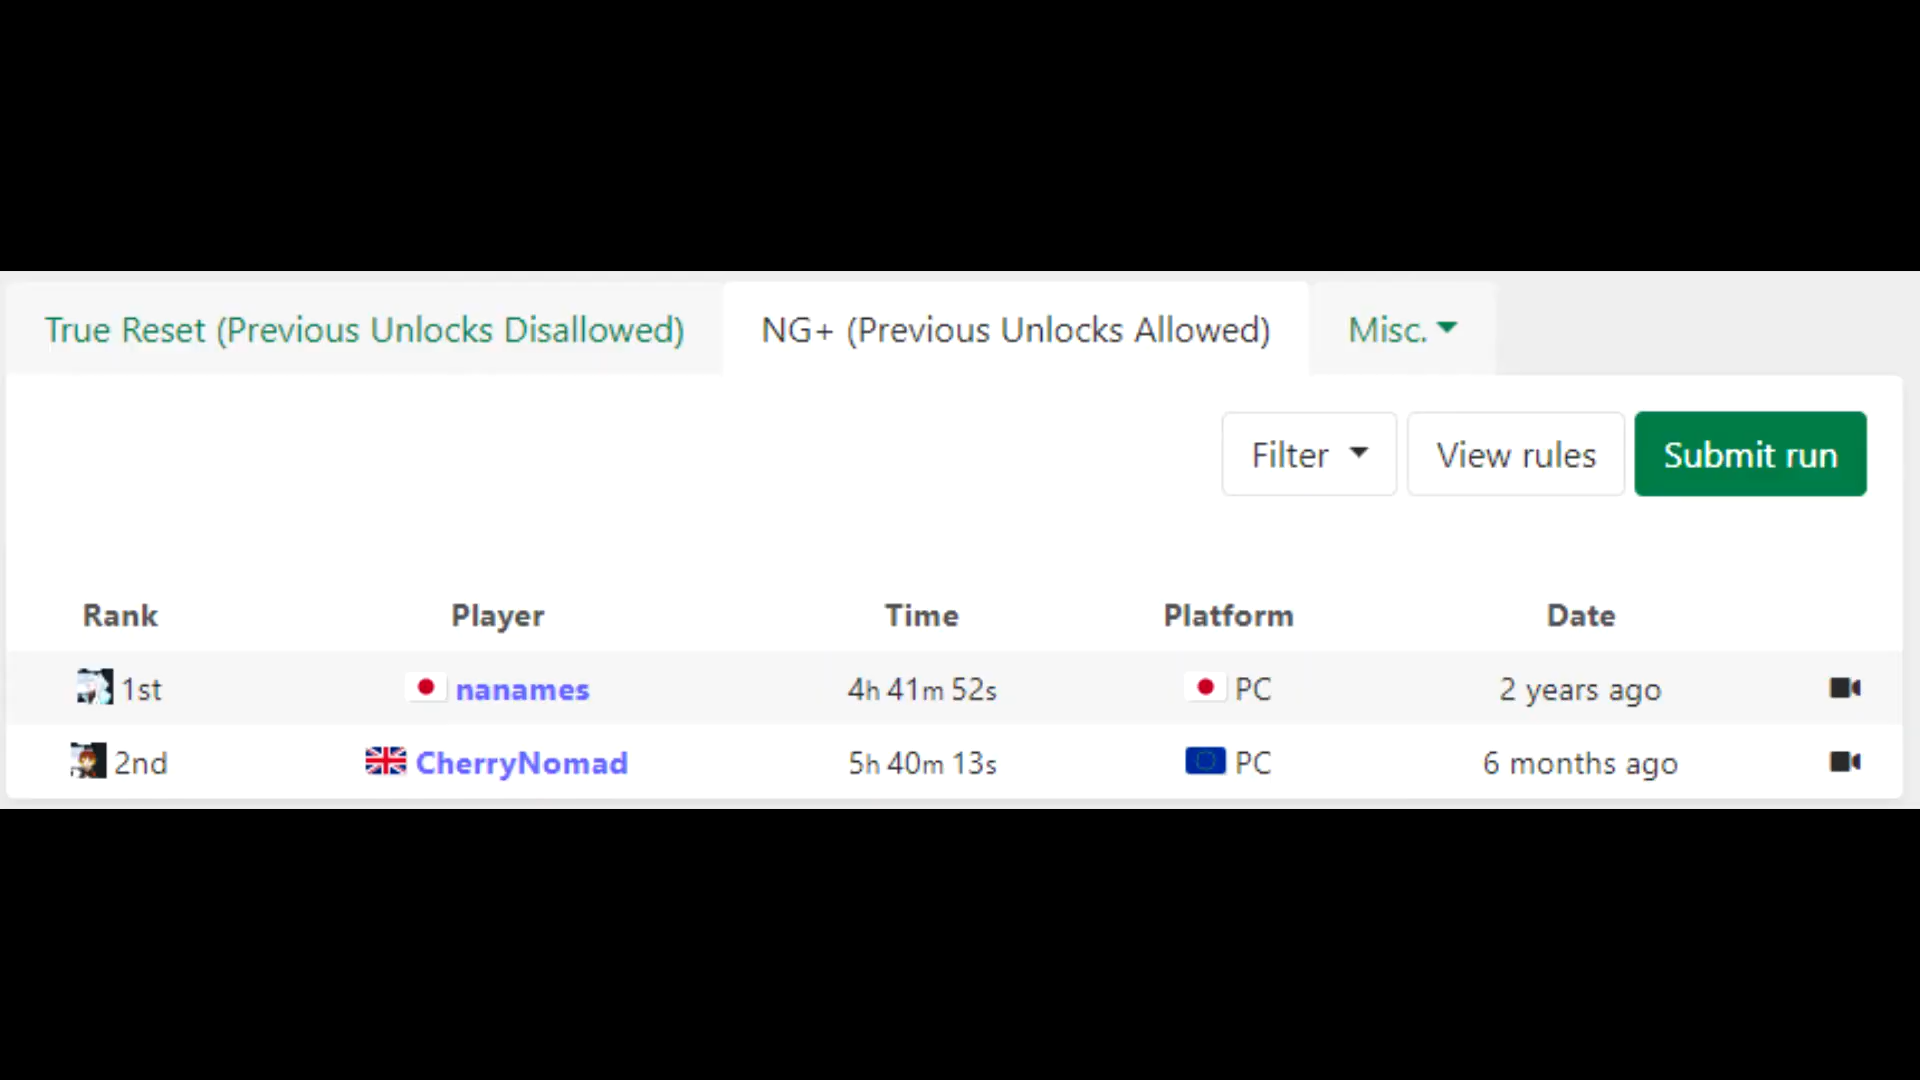 True Reset (Previous Unlocks Disallowed) NG+ (Previous Unlocks Allowed) Misc.
Filter View rules Submit run
Rank Player Time Platform Date
1st nanames 4h 41m 52s PC 2 years ago
2nd CherryNomad 5h 40m 13s PC 6 months ago